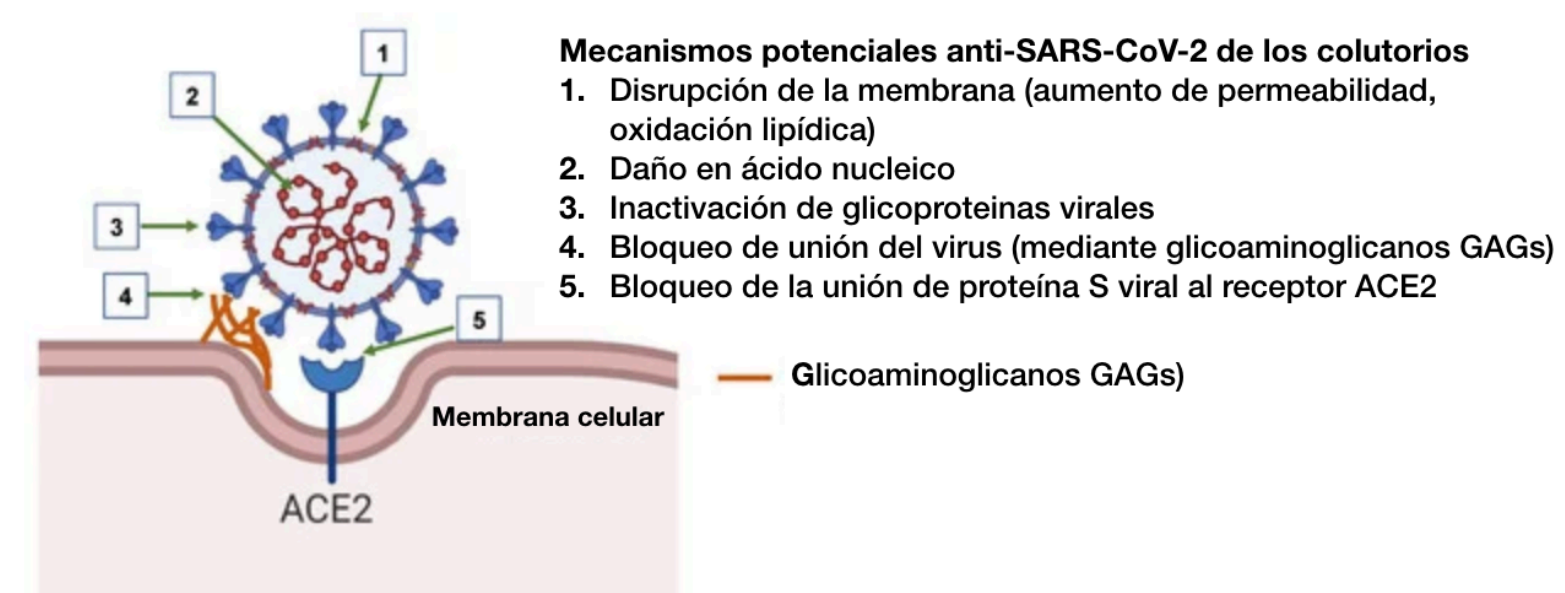 1
2
3
4
5
Membrana celular
ACE2
Mecanismos potenciales anti-SARS-CoV-2 de los colutorios
1. Disrupción de la membrana (aumento de permeabilidad,
oxidación lipídica)
2. Daño en ácido nucleico
3. Inactivación de glicoproteinas virales
4. Bloqueo de unión del virus (mediante glicoaminoglicanos GAGs)
5. Bloqueo de la unión de proteína S viral al receptor ACE2
Glicoaminoglicanos GAGs)